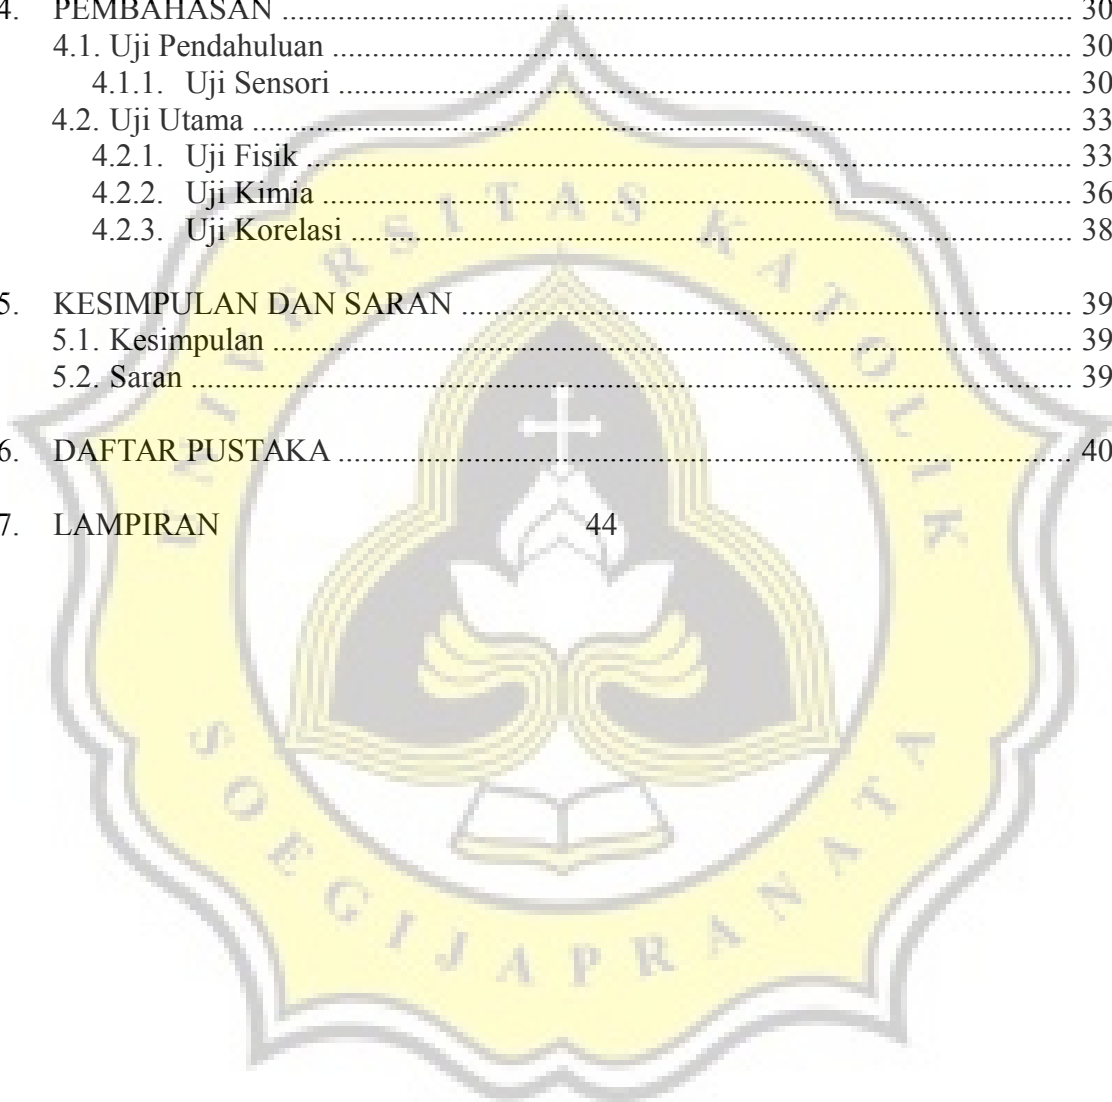 4. PEMBAHASAN ........................................................................ 30
4.1. Uji Pendahuluan ........................................................................ 30
4.1.1. Uji Sensori ........................................................................ 30
4.2. Uji Utama ........................................................................ 33
4.2.1. Uji Fisik ........................................................................ 33
4.2.2. Uji Kimia ........................................................................ 36
4.2.3. Uji Korelasi ........................................................................ 38
5. KESIMPULAN DAN SARAN ........................................................................ 39
5.1. Kesimpulan ........................................................................ 39
5.2. Saran ........................................................................ 39
6. DAFTAR PUSTAKA ........................................................................ 40
7. LAMPIRAN 44
UNIVERSITAS KATOLIK
SOEGIJAPRANATA